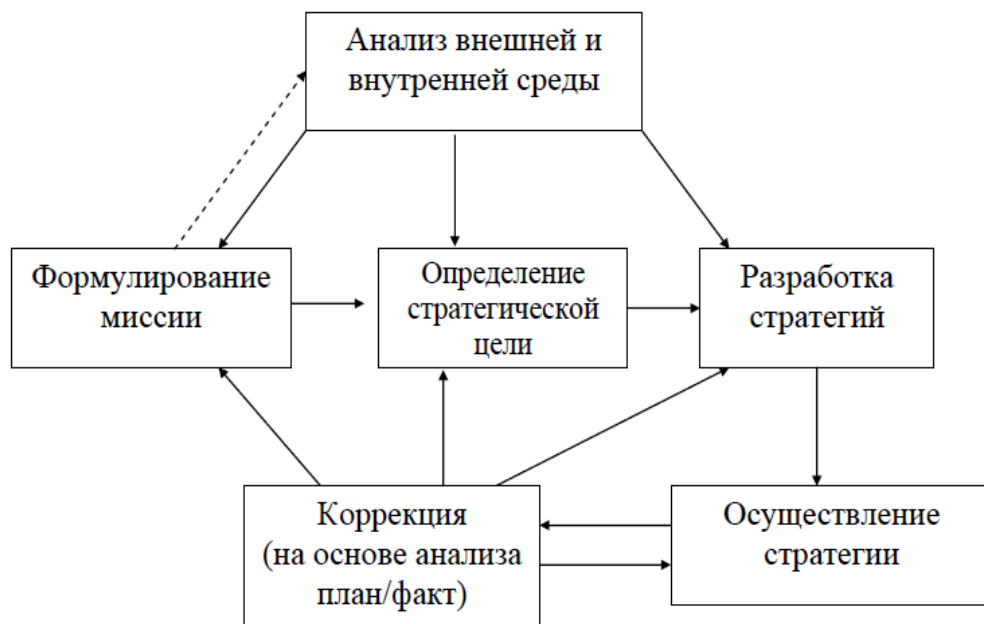 Анализ внешней и
внутренней среды
Формулирование
миссии
Определение
стратегической
цели
Разработка
стратегий
Коррекция
(на основе анализа
план/факт)
Осуществление
стратегии